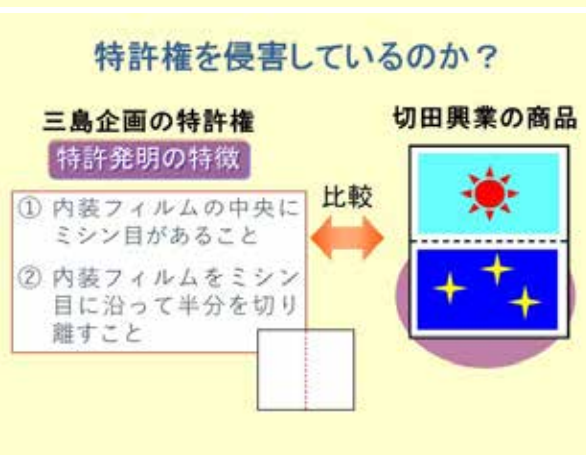 特許権を侵害しているのか？
三島企画の特許権
特許発明の特徴
① 内装フィルムの中央に
ミシン目があること
② 内装フィルムをミシン
目に沿って半分を切り
離すこと
比較
切田興業の商品